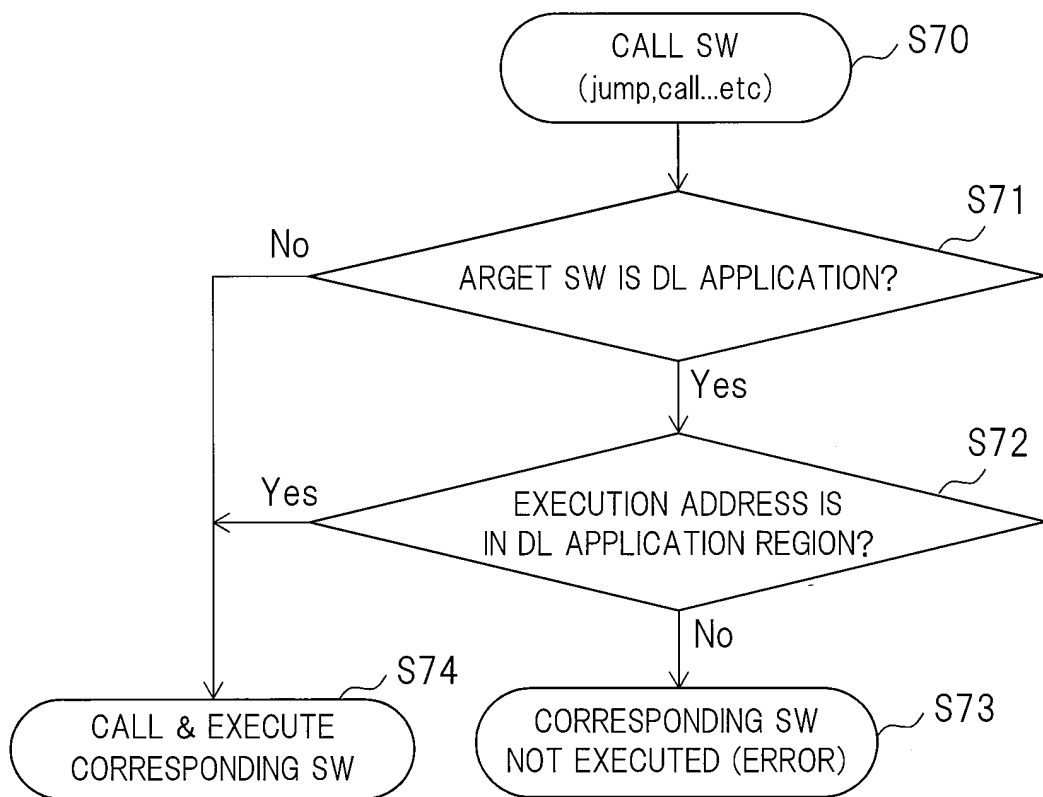 CALL SW
(jump,call...etc)
S70
S71
No
ARGET SW IS DL APPLICATION?
Yes
S72
Yes
EXECUTION ADDRESS IS
IN DL APPLICATION REGION?
No
S74
CALL & EXECUTE
CORRESPONDING SW
S73
CORRESPONDING SW
NOT EXECUTED (ERROR)